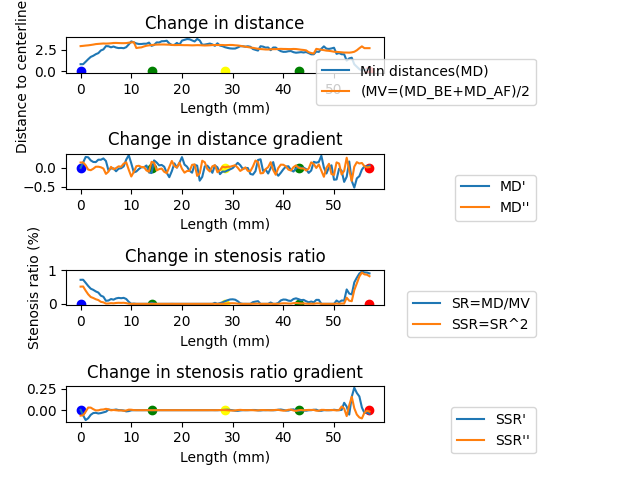 Change in distance
Distance to centerline
2.5
0.0
0 10 20 30 40 50
Length (mm)
Min distances(MD)
(MV=(MD_BE+MD_AF)/2
Change in distance gradient
0.0
−0.5
0 10 20 30 40 50
Length (mm)
MD'
MD''
Change in stenosis ratio
Stenosis ratio (%)
1
0
0 10 20 30 40 50
Length (mm)
SR=MD/MV
SSR=SR^2
Change in stenosis ratio gradient
0.25
0.00
0 10 20 30 40 50
Length (mm)
SSR'
SSR''